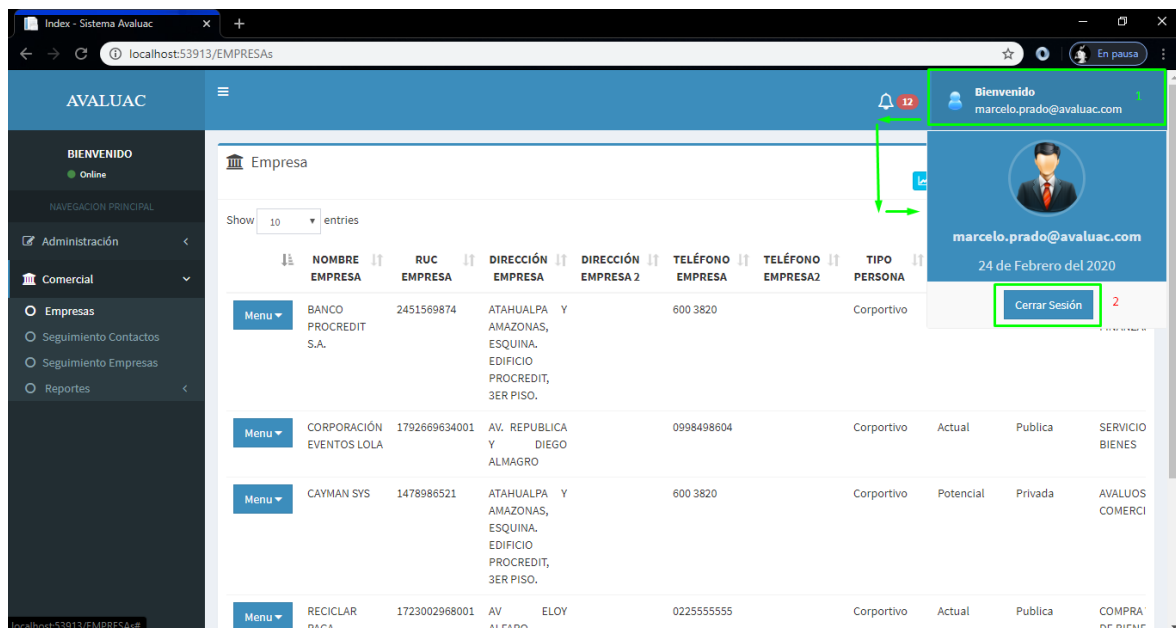 Index - Sistema Avaluac
localhost:53913/EMPRESAs
En pausa
AVALUAC
12
Bienvenido
marcelo.prado@avaluac.com
1
BIENVENIDO
Online
NAVEGACION PRINCIPAL
Administración
Comercial
Empresas
Seguimiento Contactos
Seguimiento Empresas
Reportes
Empresa
marcelo.prado@avaluac.com
24 de Febrero del 2020
Cerrar Sesión
2
Show 10 entries
NOMBRE EMPRESA
RUC EMPRESA
DIRECCIÓN EMPRESA
DIRECCIÓN EMPRESA 2
TELÉFONO EMPRESA
TELÉFONO EMPRESA2
TIPO PERSONA
Menu
BANCO PROCREDIT S.A.
2451569874
ATAHUALPA Y
AMAZONAS,
ESQUINA.
EDIFICIO
PROCREDIT,
3ER PISO.
600 3820
Corportivo
Menu
CORPORACIÓN EVENTOS LOLA
1792669634001
AV. REPUBLICA
Y DIEGO
ALMAGRO
0998498604
Corportivo
Actual
Publica
SERVICIO
BIENES
Menu
CAYMAN SYS
1478986521
ATAHUALPA Y
AMAZONAS,
ESQUINA.
EDIFICIO
PROCREDIT,
3ER PISO.
600 3820
Corportivo
Potencial
Privada
AVALUOS
COMERCI
Menu
RECICLAR
1723002968001
AV ELOY
0225555555
Corportivo
Actual
Publica
COMPRA
localhost:53913/EMPRESAs#